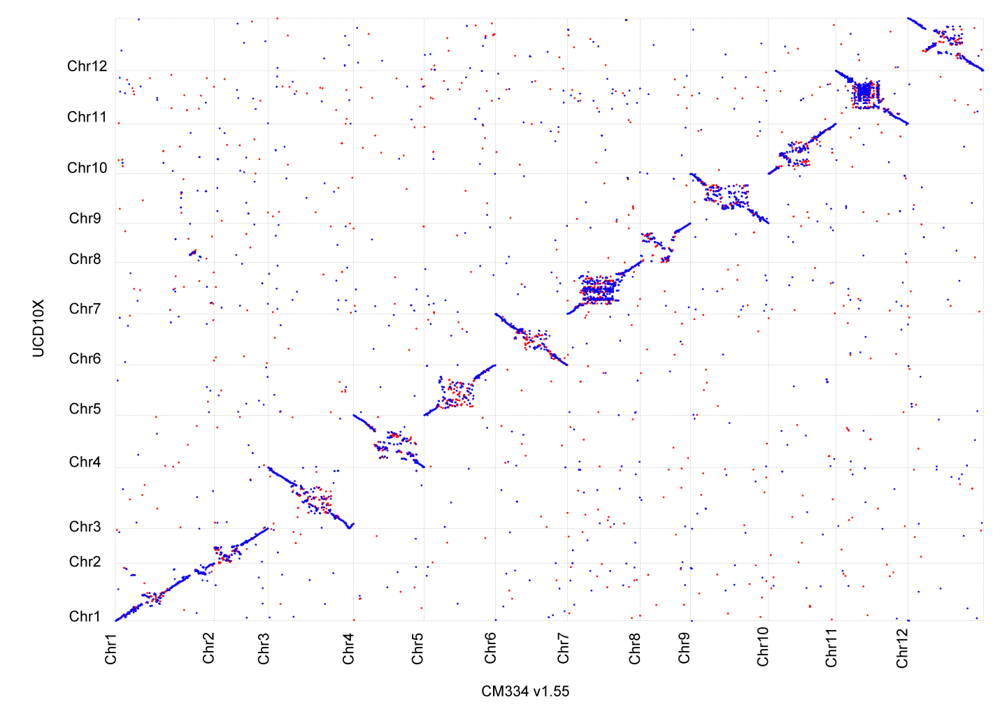 Chr12
Chr11
Chr10
Chr9
Chr8
Chr7
Chr6
Chr5
Chr4
Chr3
Chr2
Chr1
UCD10X
Chr1
Chr2
Chr3
Chr4
Chr5
Chr6
Chr7
Chr8
Chr9
Chr10
Chr11
Chr12
CM334 v1.55